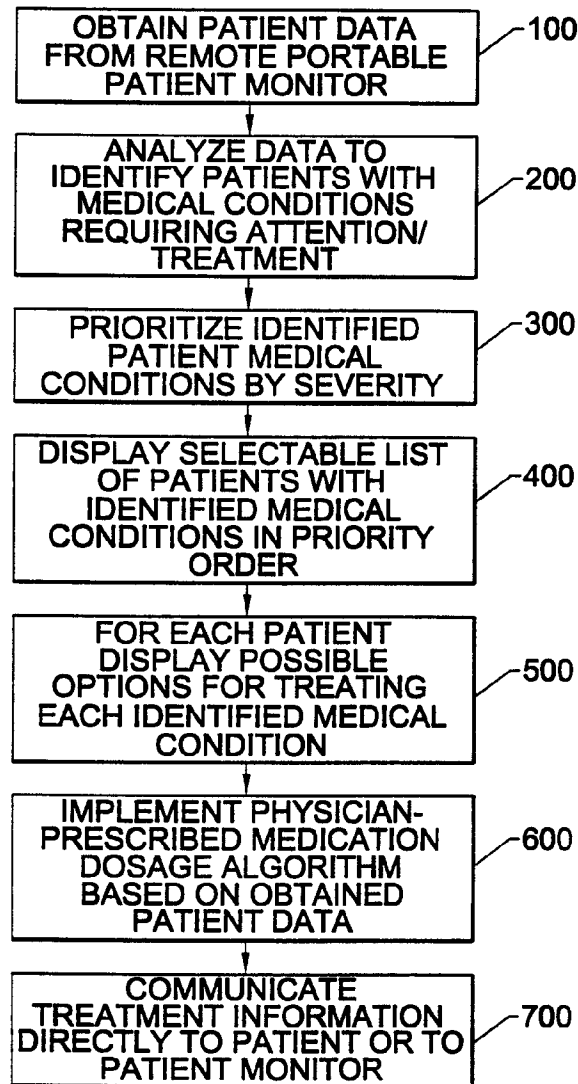 OBTAIN PATIENT DATA
FROM REMOTE PORTABLE
PATIENT MONITOR
100
ANALYZE DATA TO
IDENTIFY PATIENTS WITH
MEDICAL CONDITIONS
REQUIRING ATTENTION/
TREATMENT
200
PRIORITIZE IDENTIFIED
PATIENT MEDICAL
CONDITIONS BY SEVERITY
300
DISPLAY SELECTABLE LIST
OF PATIENTS WITH
IDENTIFIED MEDICAL
CONDITIONS IN PRIORITY
ORDER
400
FOR EACH PATIENT
DISPLAY POSSIBLE
OPTIONS FOR TREATING
EACH IDENTIFIED MEDICAL
CONDITION
500
IMPLEMENT PHYSICIAN-
PRESCRIBED MEDICATION
DOSAGE ALGORITHM
BASED ON OBTAINED
PATIENT DATA
600
COMMUNICATE
TREATMENT INFORMATION
DIRECTLY TO PATIENT OR TO
PATIENT MONITOR
700